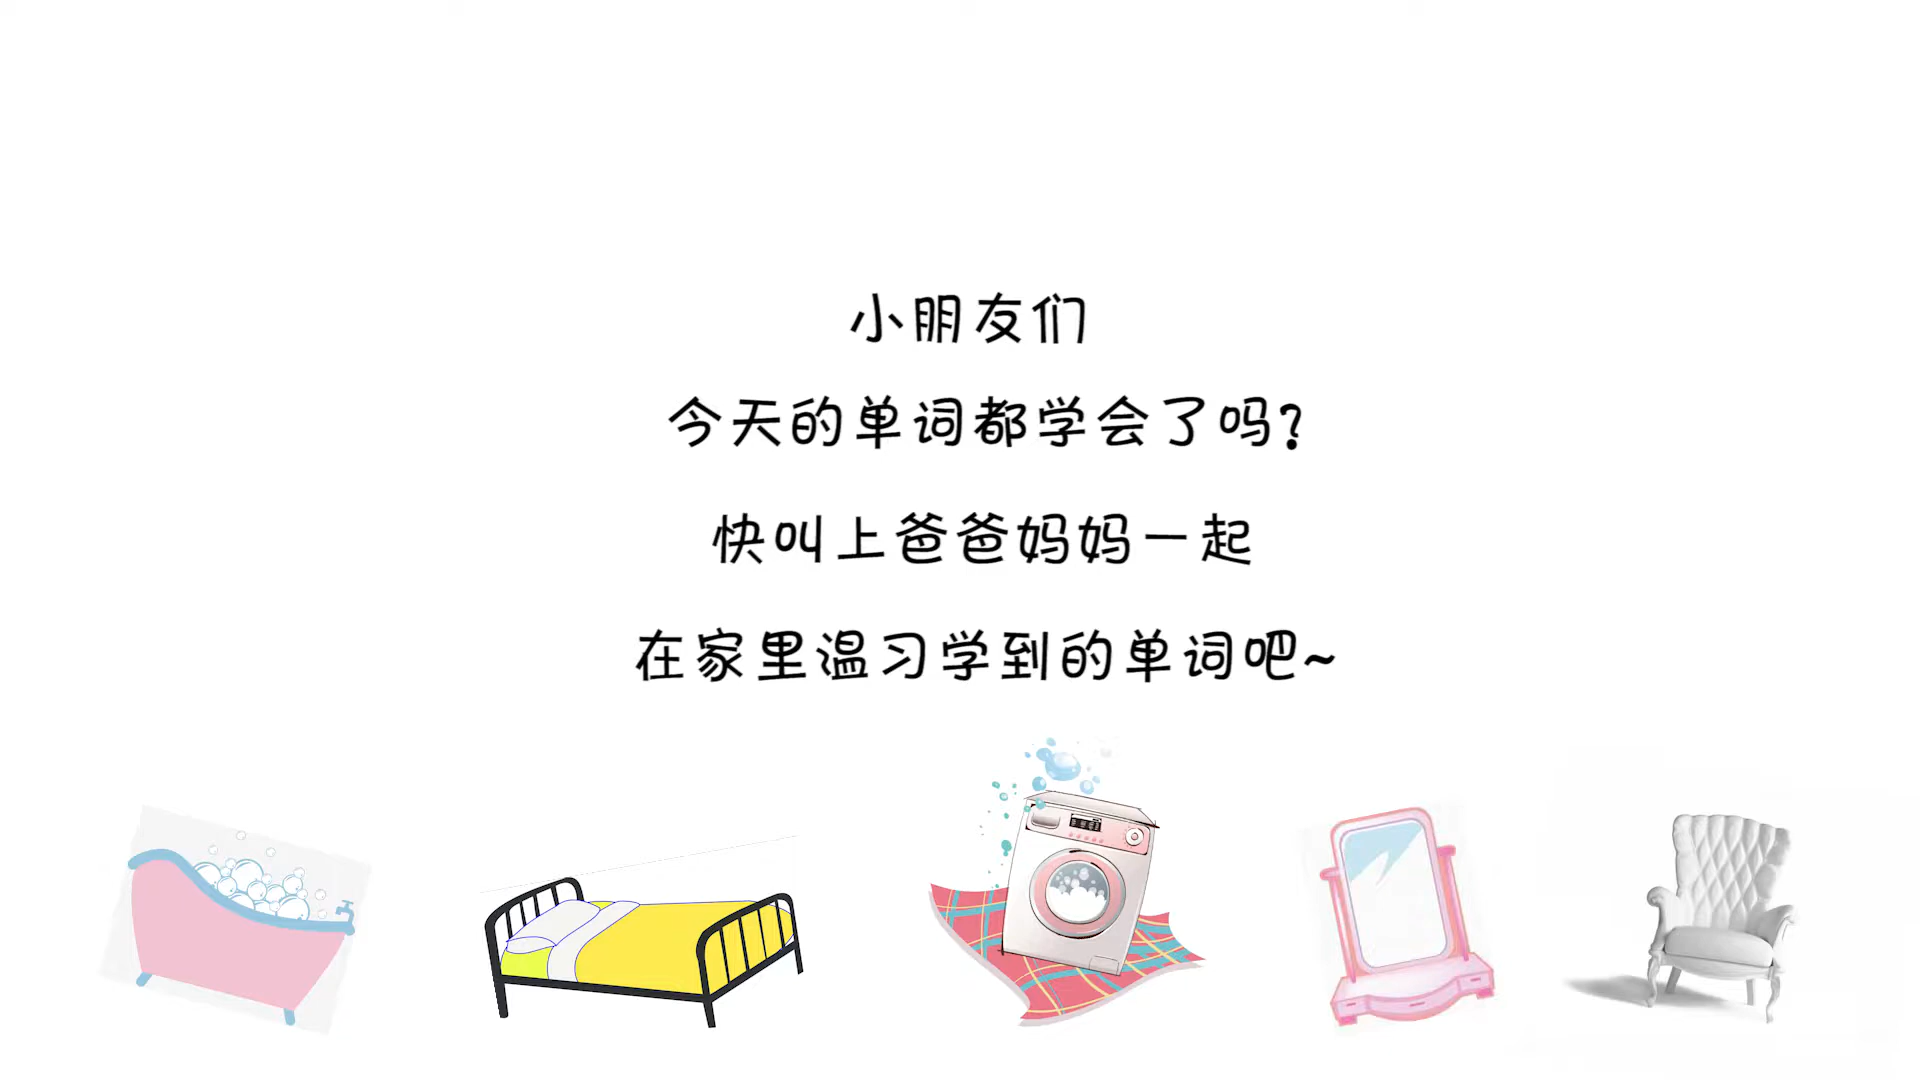 小朋友们
今天的单词都学会了吗?
快叫上爸爸妈妈一起
在家里温习学到的单词吧~